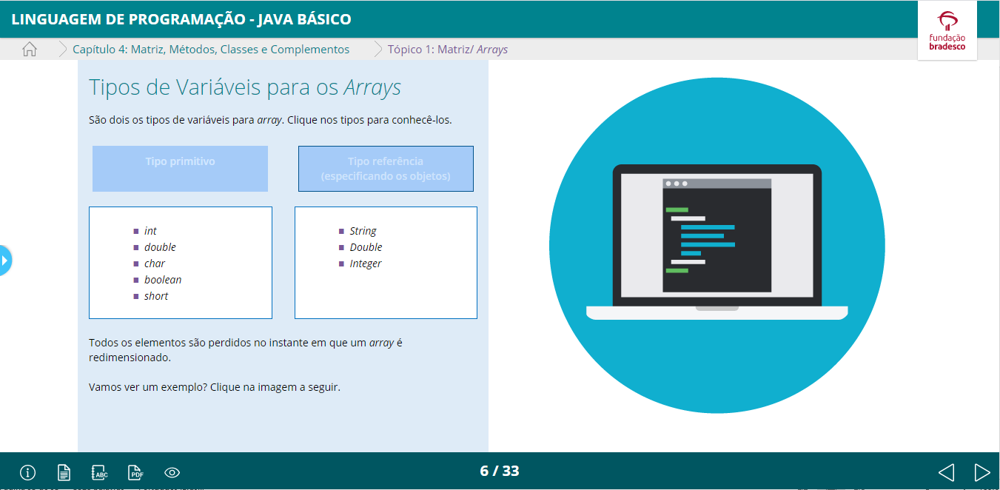 LINGUAGEM DE PROGRAMAÇÃO - JAVA BÁSICO
fundação
bradesco
Capítulo 4: Matriz, Métodos, Classes e Complementos
Tópico 1: Matriz/ Arrays
Tipos de Variáveis para os Arrays
São dois os tipos de variáveis para array. Clique nos tipos para conhecê-los.
Tipo primitivo
Tipo referência
(especificando os objetos)
int
double
char
boolean
short
String
Double
Integer
Todos os elementos são perdidos no instante em que um array é
redimensionado.
Vamos ver um exemplo? Clique na imagem a seguir.
ABC
PDF
6 / 33